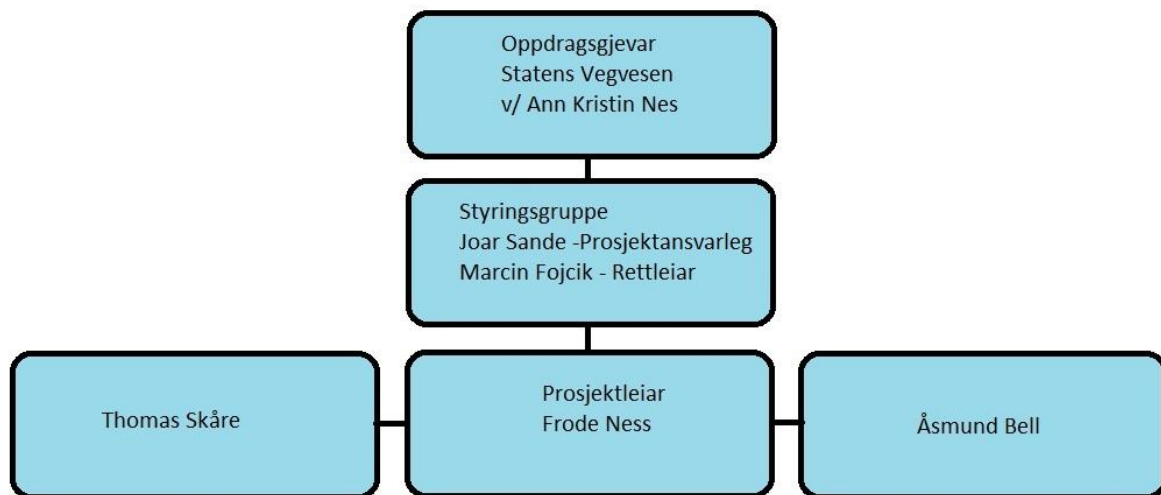 Oppdragsgjevar
Statens Vegvesen
v/ Ann Kristin Nes
Styringsgruppe
Joar Sande -Prosjektansvarleg
Marcin Fojcik - Rettleiar
Thomas Skåre
Prosjektleiar
Frode Ness
Åsmund Bell